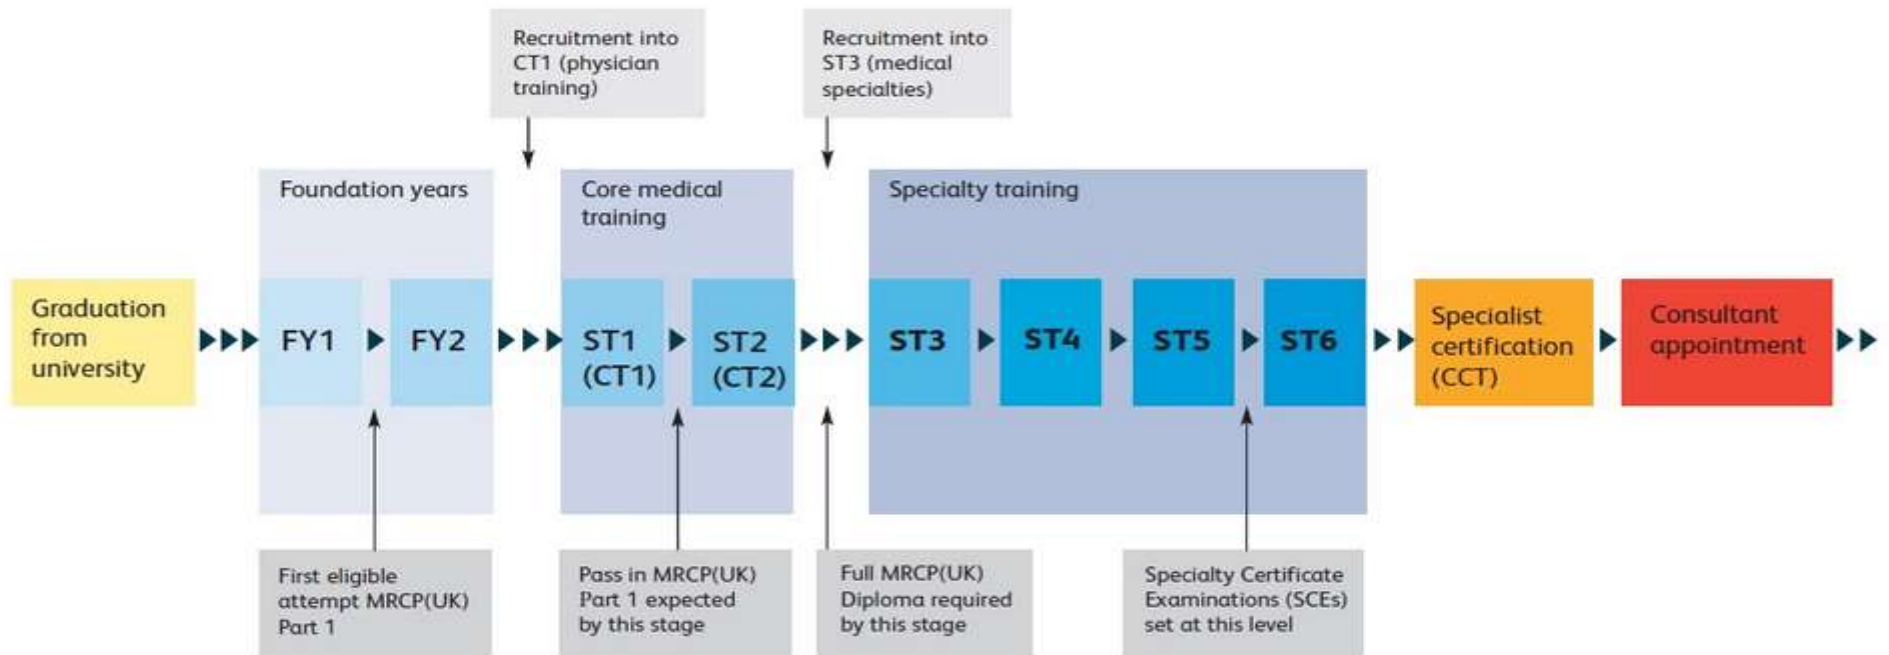 Recruitment into
CT1 (physician
training)
Recruitment into
ST3 (medical
specialties)
Foundation years
Core medical
training
Specialty training
Graduation
from
university
FY1
FY2
ST1
(CT1)
ST2
(CT2)
ST3
ST4
ST5
ST6
Specialist
certification
(CCT)
Consultant
appointment
First eligible
attempt MRCP(UK)
Part 1
Pass in MRCP(UK)
Part 1 expected
by this stage
Full MRCP(UK)
Diploma required
by this stage
Specialty Certificate
Examinations (SCEs)
set at this level